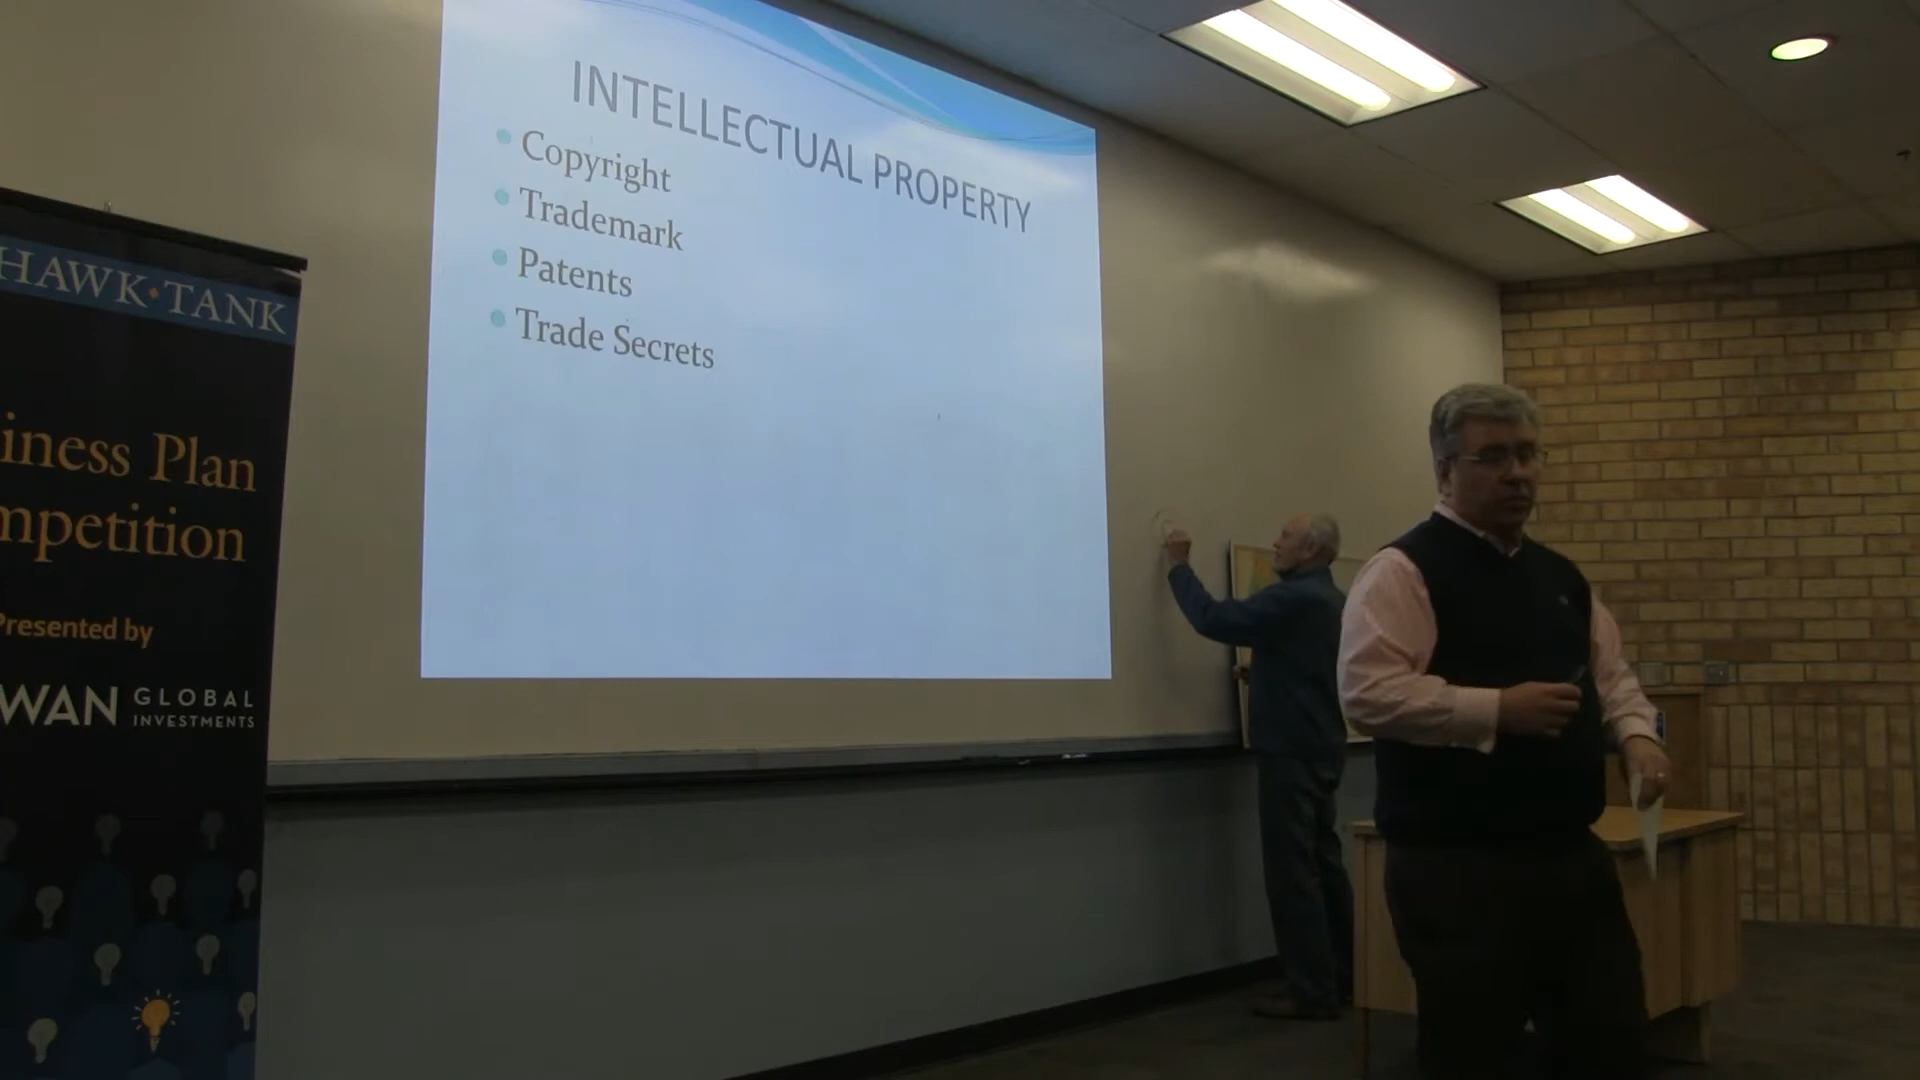 HAWK•TANK
iness Plan
mpetition
Presented by
WAN GLOBAL
INVESTMENTS
INTELLECTUAL PROPERTY
Copyright
Trademark
Patents
Trade Secrets